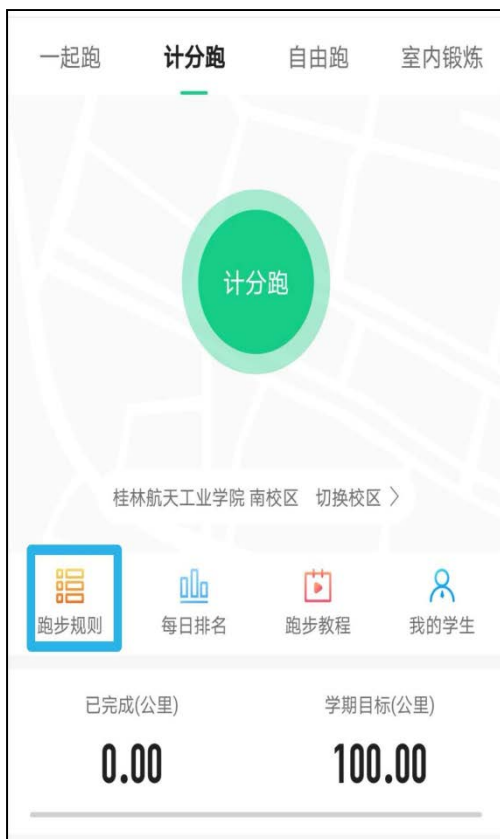 一起跑 计分跑 自由跑 室内锻炼
计分跑
桂林航天工业学院 南校区 切换校区 〉
跑步规则 每日排名 跑步教程 我的学生
已完成(公里) 学期目标(公里)
0.00 100.00